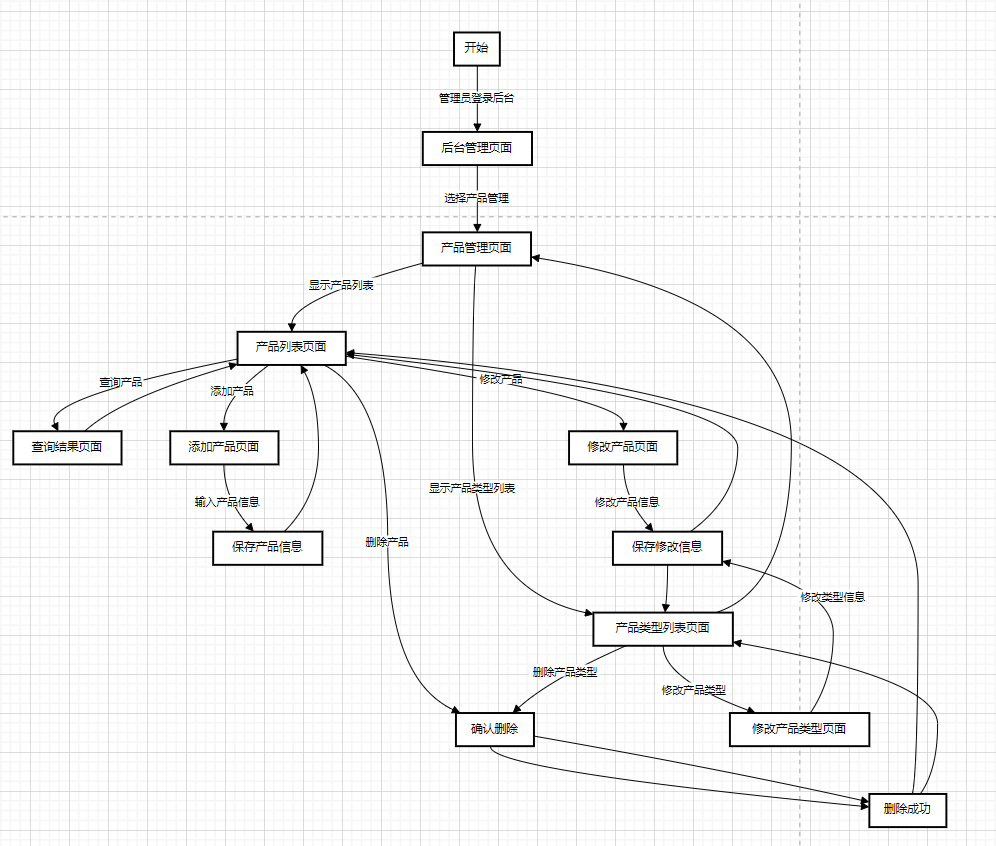 开始
管理员登录后台
后台管理页面
选择产品管理
产品管理页面
显示产品列表
产品列表页面
查询产品
添加产品
修改产品
查询结果页面
添加产品页面
修改产品页面
显示产品类型列表
输入产品信息
修改产品信息
删除产品
保存产品信息
保存修改信息
修改类型信息
产品类型列表页面
删除产品类型
修改产品类型
确认删除
修改产品类型页面
删除成功